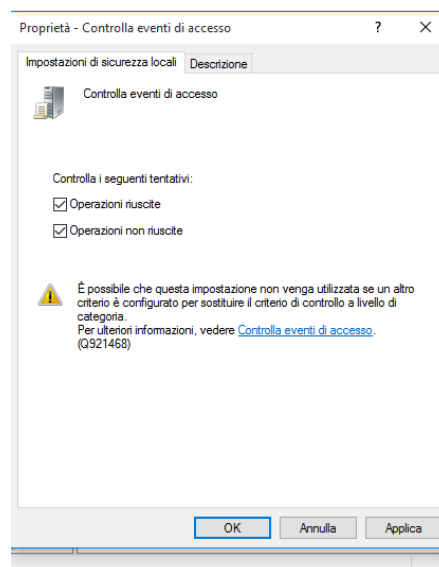 Proprietà - Controlla eventi di accesso ? ×
Impostazioni di sicurezza locali Descrizione
Controlla eventi di accesso
Controlla i seguenti tentativi:
Operazioni riuscite
Operazioni non riuscite
È possibile che questa impostazione non venga utilizzata se un altro
criterio è configurato per sostituire il criterio di controllo a livello di
categoria.
Per ulteriori informazioni, vedere Controlla eventi di accesso.
(Q921468)
OK Annulla Applica